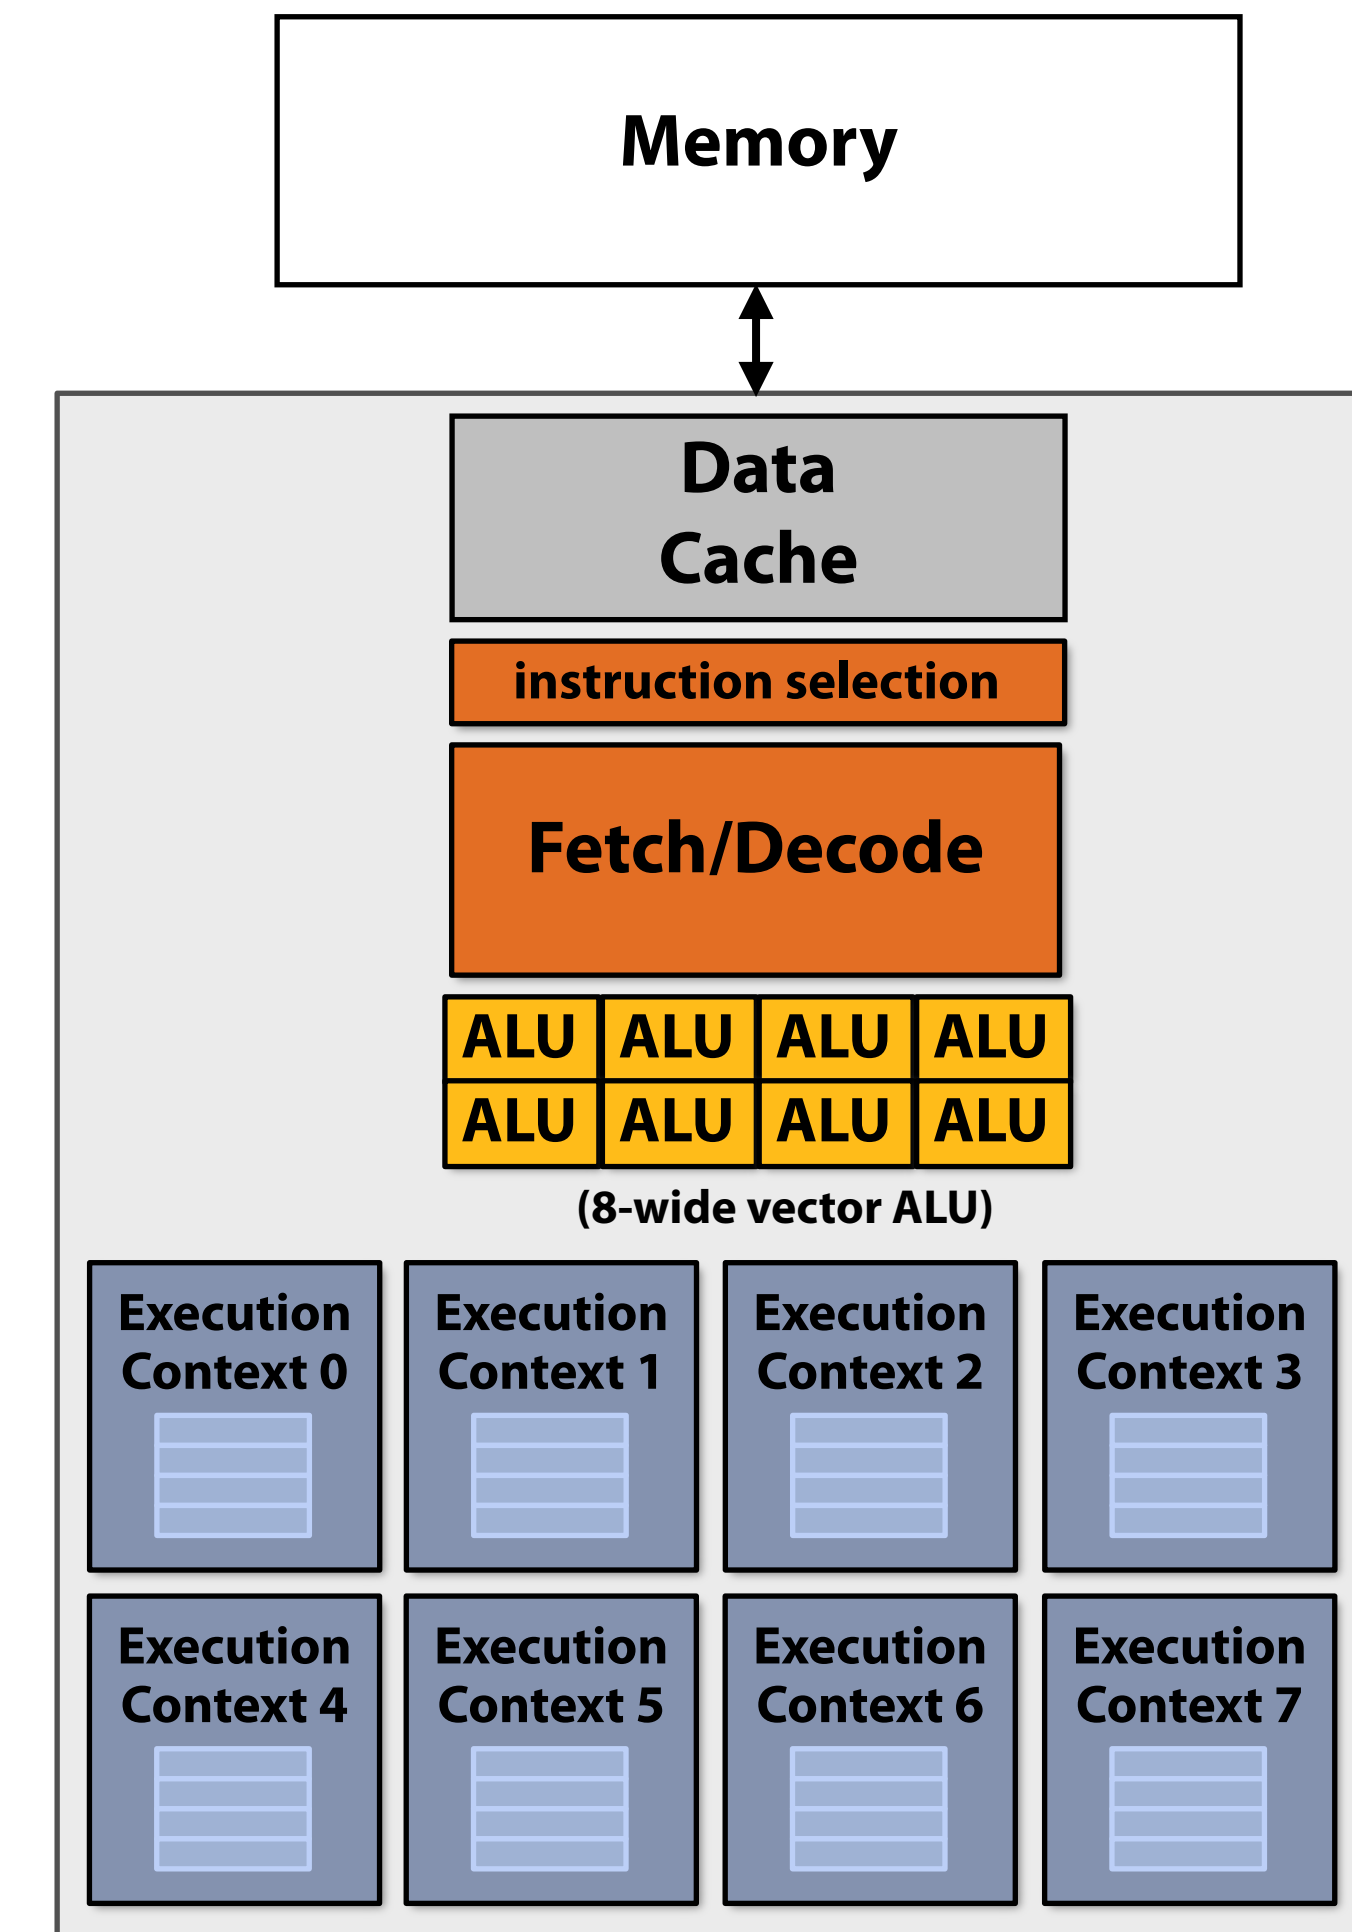 Memory
Data
Cache
instruction selection
Fetch/Decode
ALU ALU ALU ALU
ALU ALU ALU ALU
(8-wide vector ALU)
Execution Execution Execution Execution
Context 0 Context 1 Context 2 Context 3
Execution Execution Execution Execution
Context 4 Context 5 Context 6 Context 7